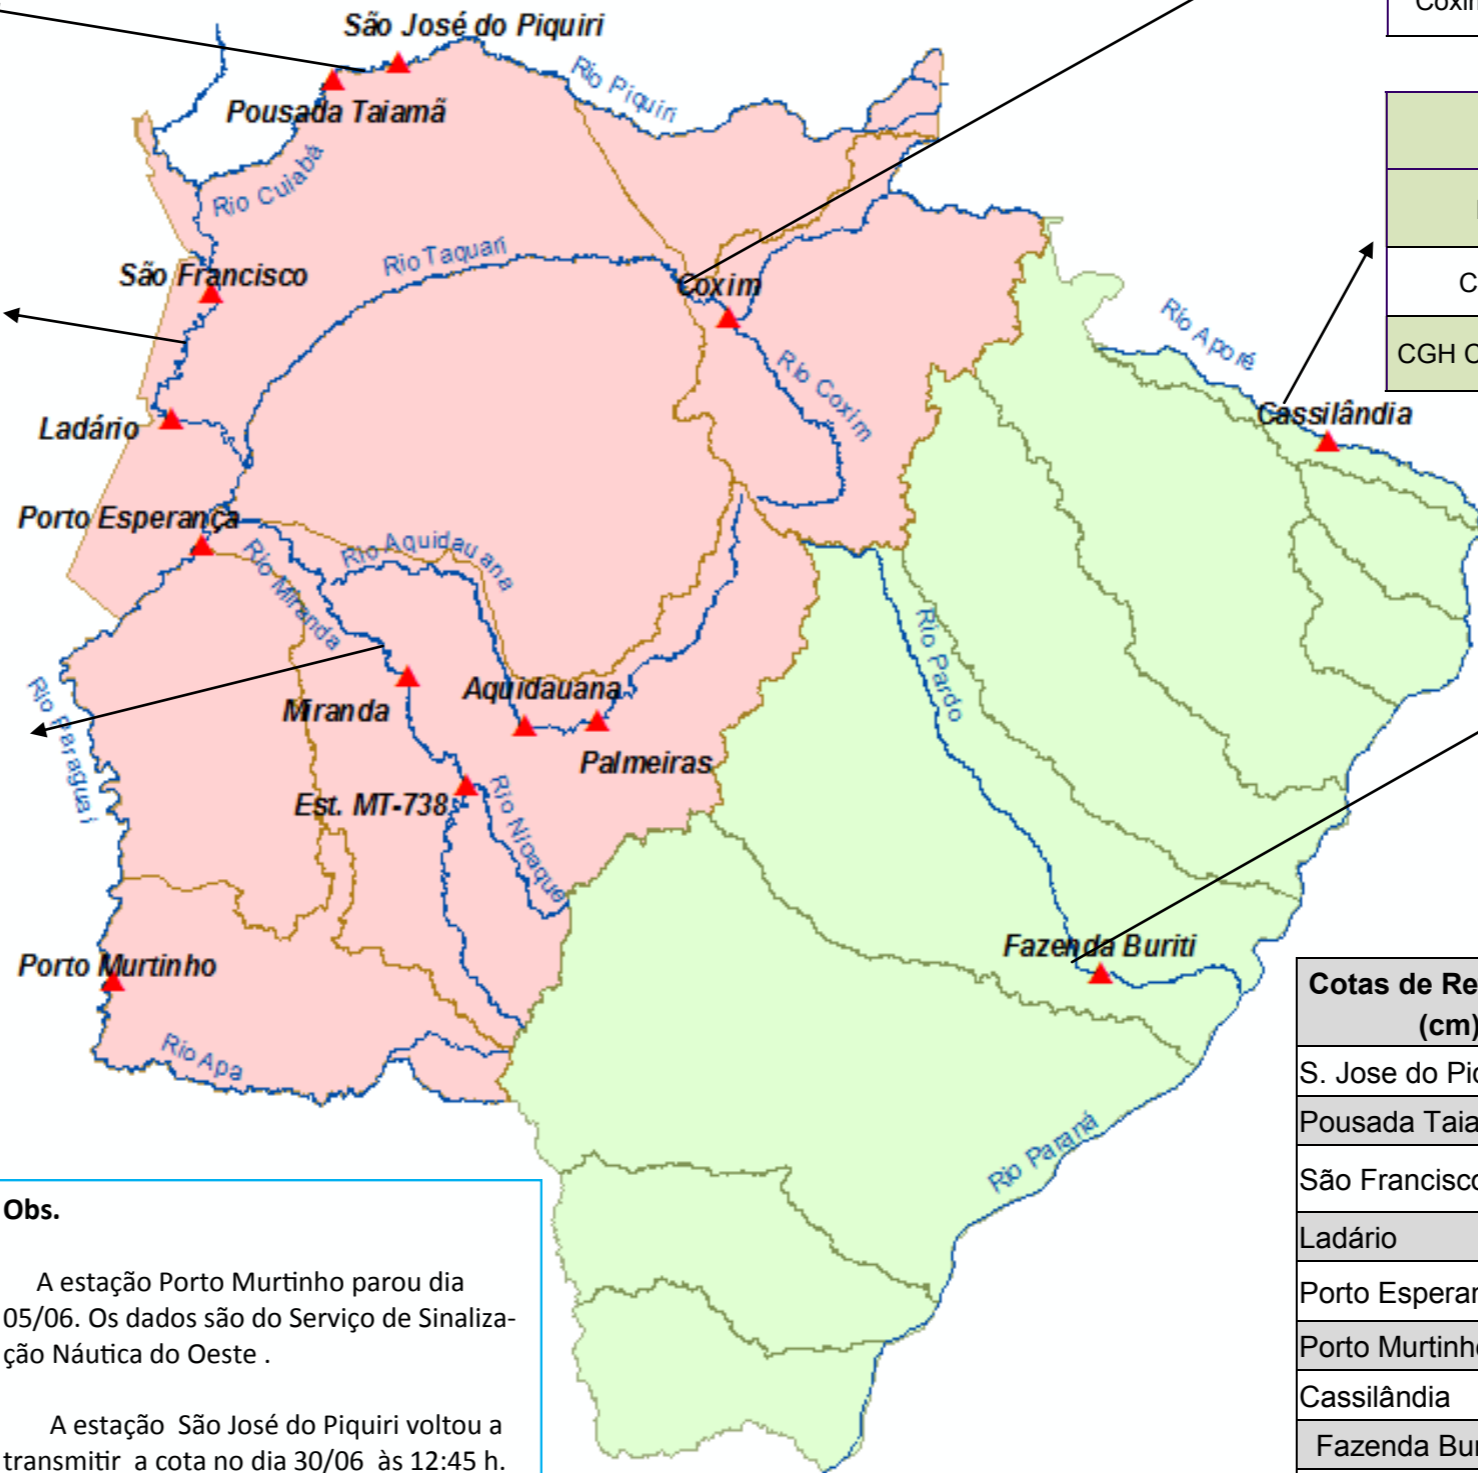 Coxim
São José do Piquiri
Rio Piquiri
Pousada Taiamã
Rio Cuiabá
São Francisco
Rio Taquari
Coxim
C
CGH C
Rio Aporé
Cassilândia
Rio Coxim
Ladário
Porto Esperança
Rio Aquidauana
Rio Miranda
Rio Pardo
Rio Paraguai
Miranda
Aquidauana
Palmeiras
Est. MT-738
Rio Nioaque
Porto Murtinho
Fazenda Buriti
Rio Apa
Rio Paraná
Cotas de Re
(cm)
S. Jose do Pi
Pousada Taia
São Francisco
Ladário
Porto Esperan
Porto Murtinho
Cassilândia
Fazenda Bur
Obs.
A estação Porto Murtinho parou dia
05/06. Os dados são do Serviço de Sinaliza-
ção Náutica do Oeste .
A estação São José do Piquiri voltou a
transmitir a cota no dia 30/06 às 12:45 h.